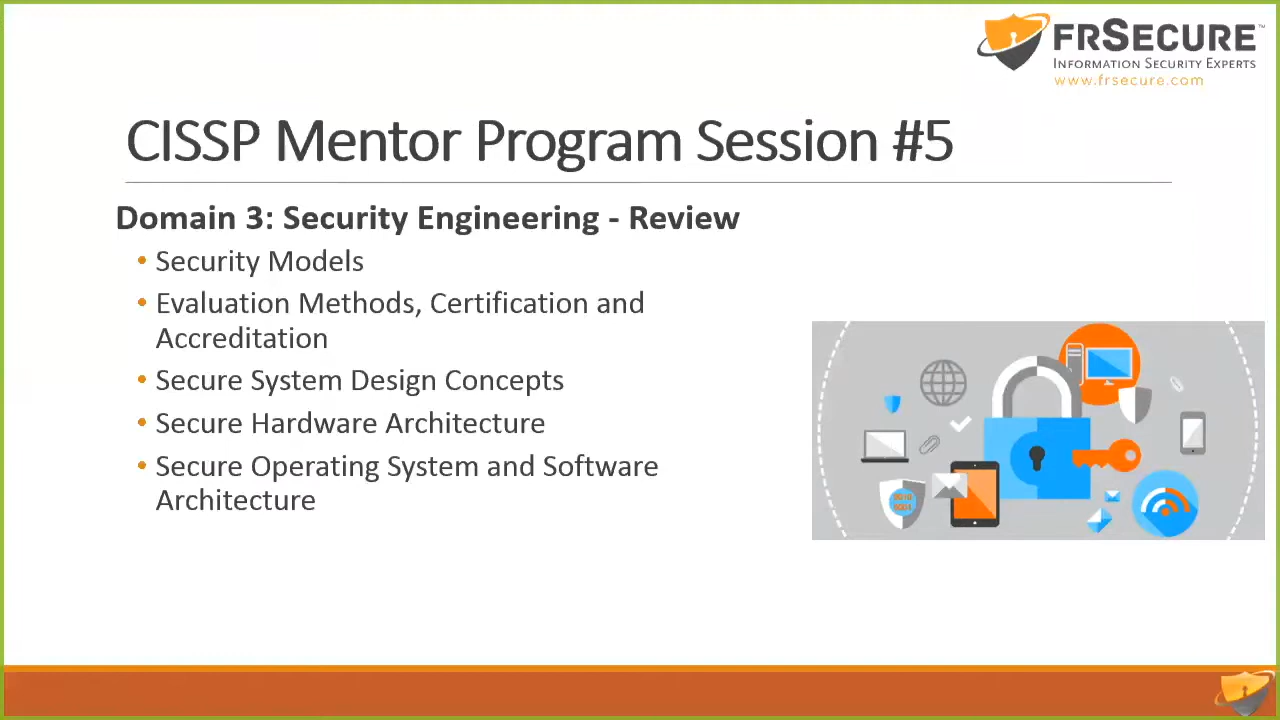 FRSECURE™
INFORMATION SECURITY EXPERTS
www.frsecure.com
CISSP Mentor Program Session #5
Domain 3: Security Engineering - Review
• Security Models
• Evaluation Methods, Certification and
Accreditation
• Secure System Design Concepts
• Secure Hardware Architecture
• Secure Operating System and Software
Architecture